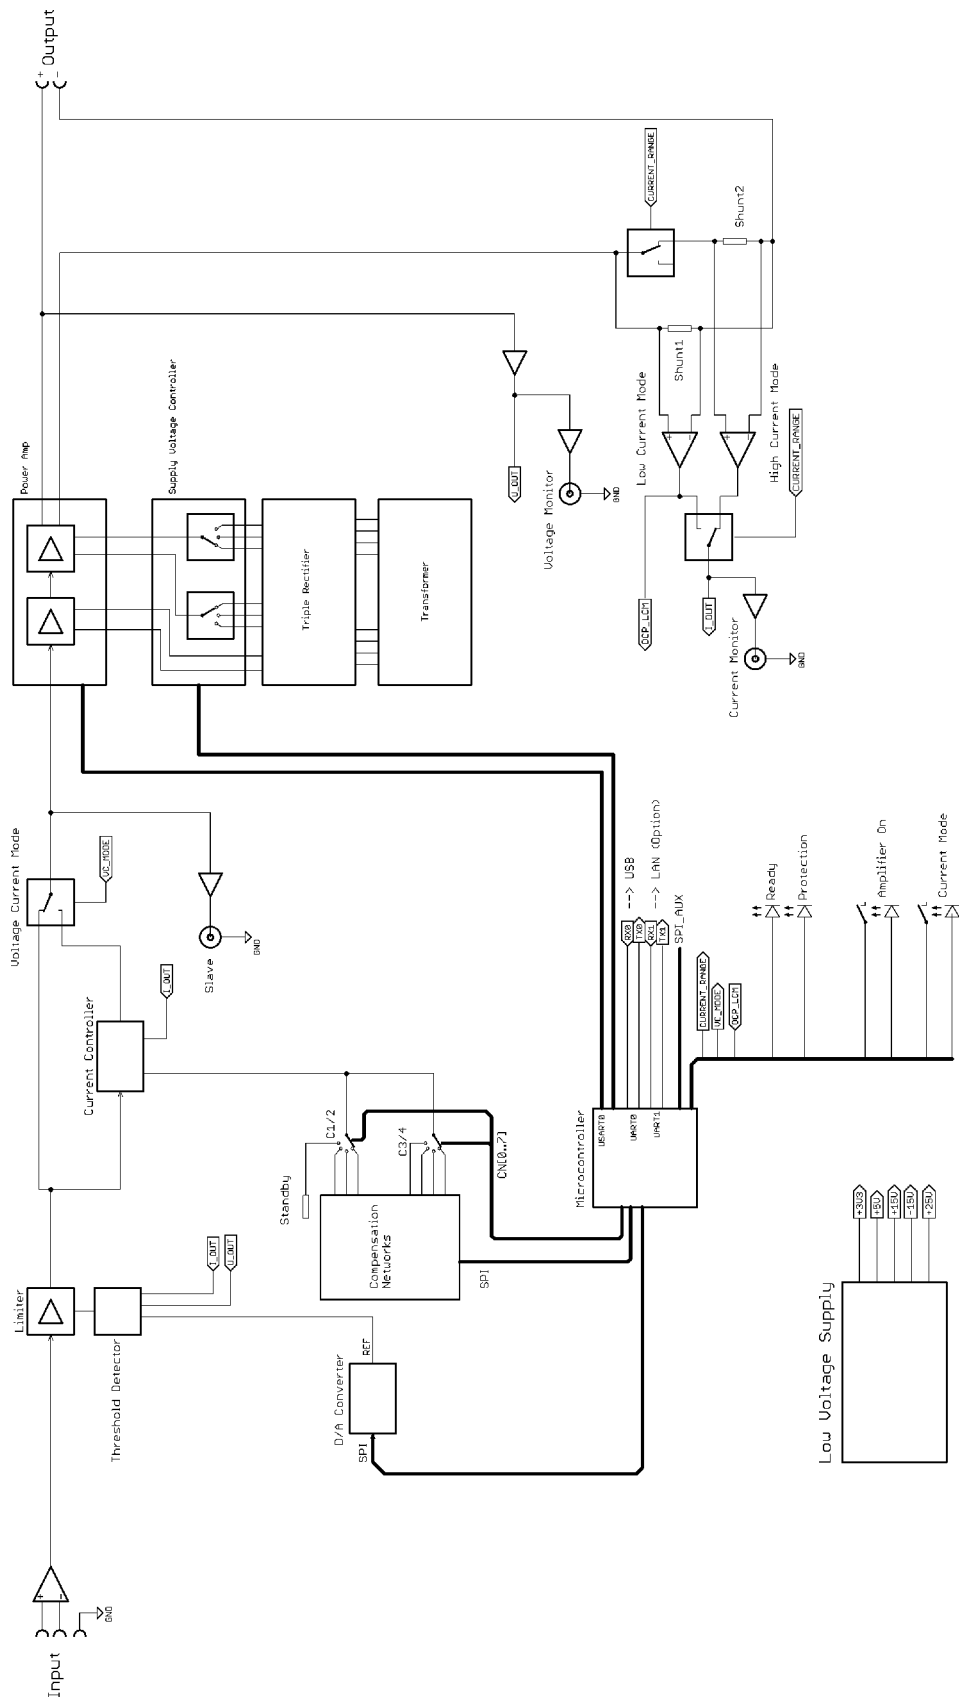 Input
+
-
GND
Limiter
Threshold Detector
I_OUT
U_OUT
D/A Converter
REF
SPI
Voltage Current Mode
VC_MODE
Current Controller
I_OUT
Slave
GND
Standby
C1/2
C3/4
CN[0..7]
Compensation
Networks
SPI
Microcontroller
USART0
UART0
UART1
RX0
TX0
RX1
TX1
--> USB
--> LAN (Option)
SPI_AUX
CURRENT_RANGE
VC_MODE
OCP_LCM
Ready
Protection
Amplifier On
Current Mode
Low Voltage Supply
+3V3
+5V
+15V
-15V
+25V
Power Amp
Supply Voltage Controller
Triple Rectifier
Transformer
U_OUT
Voltage Monitor
GND
Output
+
-
CURRENT_RANGE
Shunt2
Shunt1
Low Current Mode
+
-
High Current Mode
+
-
CURRENT_RANGE
OCP_LCM
I_OUT
Current Monitor
GND